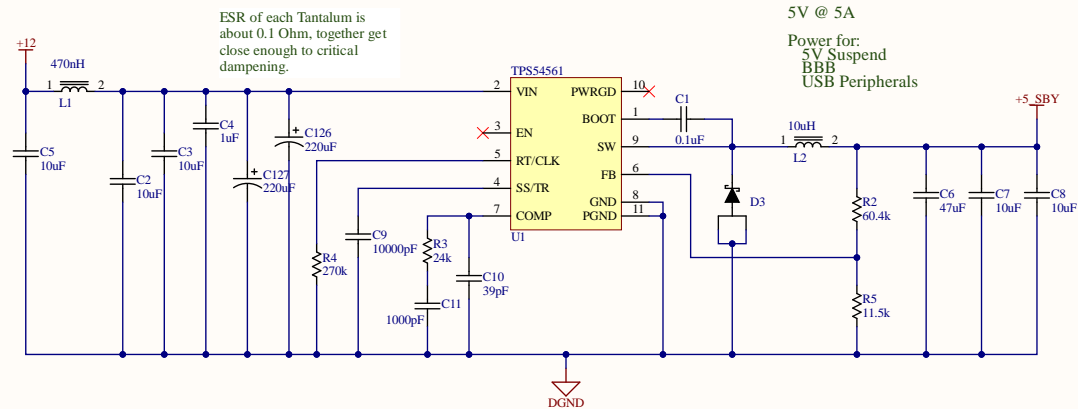 ESR of each Tantalum is
about 0.1 Ohm, together get
close enough to critical
dampening.
5V @ 5A
Power for:
5V Suspend
BBB
USB Peripherals
+12
470nH
1 2
L1
C5
10uF
C2
10uF
C3
10uF
C4
1uF
C127
220uF
C126
220uF
R4
270k
C9
10000pF
R3
24k
C11
1000pF
C10
39pF
TPS54561
2 VIN
3 EN
5 RT/CLK
4 SS/TR
7 COMP
PWRGD 10
BOOT 1
SW 9
FB 6
GND 8
PGND 11
U1
C1
0.1uF
D3
10uH
1 2
L2
+5_SBY
R2
60.4k
R5
11.5k
C6
47uF
C7
10uF
C8
10uF
DGND